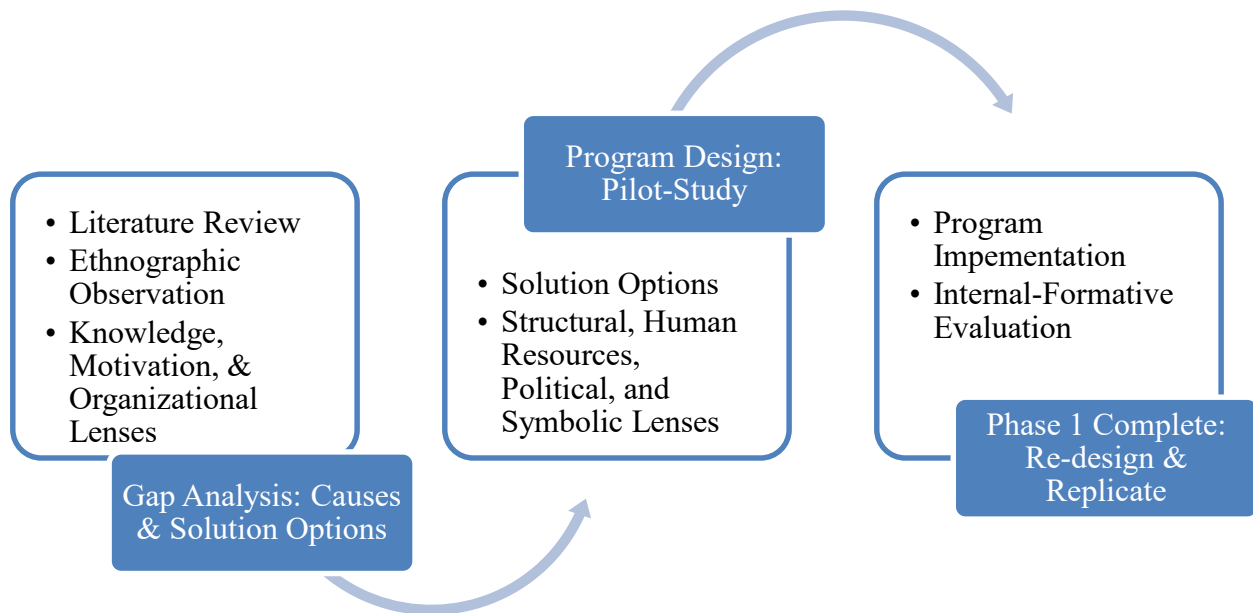 • Literature Review
• Ethnographic
Observation
• Knowledge,
Motivation, &
Organizational
Lenses
Gap Analysis: Causes
& Solution Options
Program Design:
Pilot-Study
• Solution Options
• Structural, Human
Resources,
Political, and
Symbolic Lenses
• Program
Impementation
• Internal-Formative
Evaluation
Phase 1 Complete:
Re-design &
Replicate